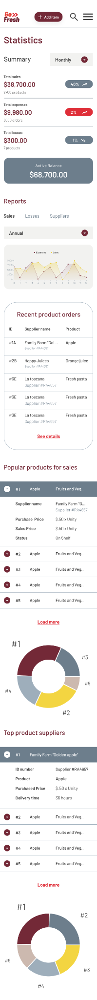 Go
Fresh
+ Add item
Statistics
Summary
Monthly
Total sales
$38,700.00
2700 products
40%
Total expenses
$9,980.00
8000 orders
2%
Total losses
$300.00
7 products
1%
Active Balance
$68,700.00
Reports
Sales Losses Suppliers
Annual
Expenses Sales
0 1 2 3 4 5 6 7 8 9 10 11 12
Recent product orders
ID Supplier name Product
#1A Family Farm "Gol... Apple
Supplier #RA4657
#2B Happy Juices Orange juice
Supplier #RA4657
#3E La toscana Fresh pasta
Supplier #RA4657
#3E La toscana Fresh pasta
Supplier #RA4657
#3E La toscana Fresh pasta
Supplier #RA4657
See details
Popular products for sales
#1 Apple Fruits and Veg..
Supplier name Family Farm "G...
Supplier #RA4657
Purchase Price $.50 x Unity
Sales Price $.50 x Unity
Status On Shelf
#2 Apple Fruits and Veg..
#3 Apple Fruits and Veg..
#4 Apple Fruits and Veg..
#5 Apple Fruits and Veg..
Load more
#1
#3
#5
#4
#2
Top product suppliers
#1 Family Farm "Golden apple"
ID number Supplier #RA4657
Product Apple
Purchased Price $.50 x Unity
Delivery time 36 hours
#2 Apple Fruits and Veg..
#3 Apple Fruits and Veg..
#4 Apple Fruits and Veg..
#5 Apple Fruits and Veg..
Load more
#1
#2
#5
#3
#4